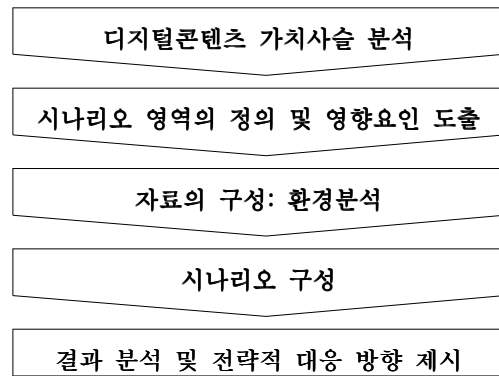 디지털콘텐츠 가치사슬 분석
시나리오 영역의 정의 및 영향요인 도출
자료의 구성: 환경분석
시나리오 구성
결과 분석 및 전략적 대응 방향 제시